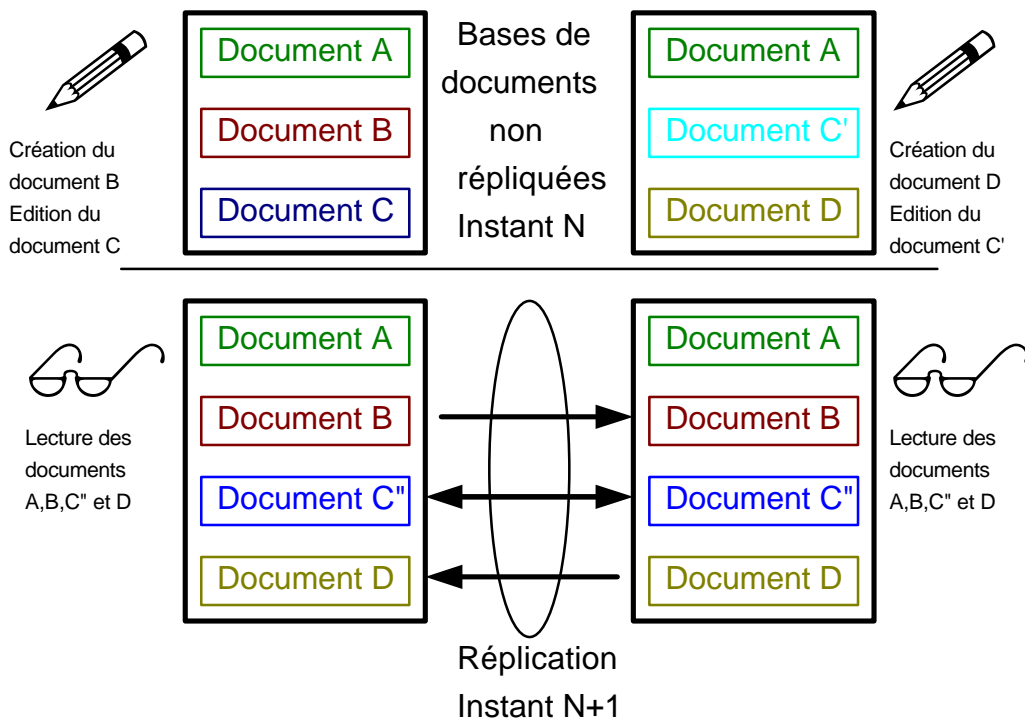 Document A
Document B
Document C
Création du
document B
Edition du
document C
Bases de
documents
non
répliquées
Instant N
Document A
Document C'
Document D
Création du
document D
Edition du
document C'
Document A
Document B
Document C"
Document D
Lecture des
documents
A,B,C" et D
Document A
Document B
Document C"
Document D
Lecture des
documents
A,B,C" et D
Réplication
Instant N+1